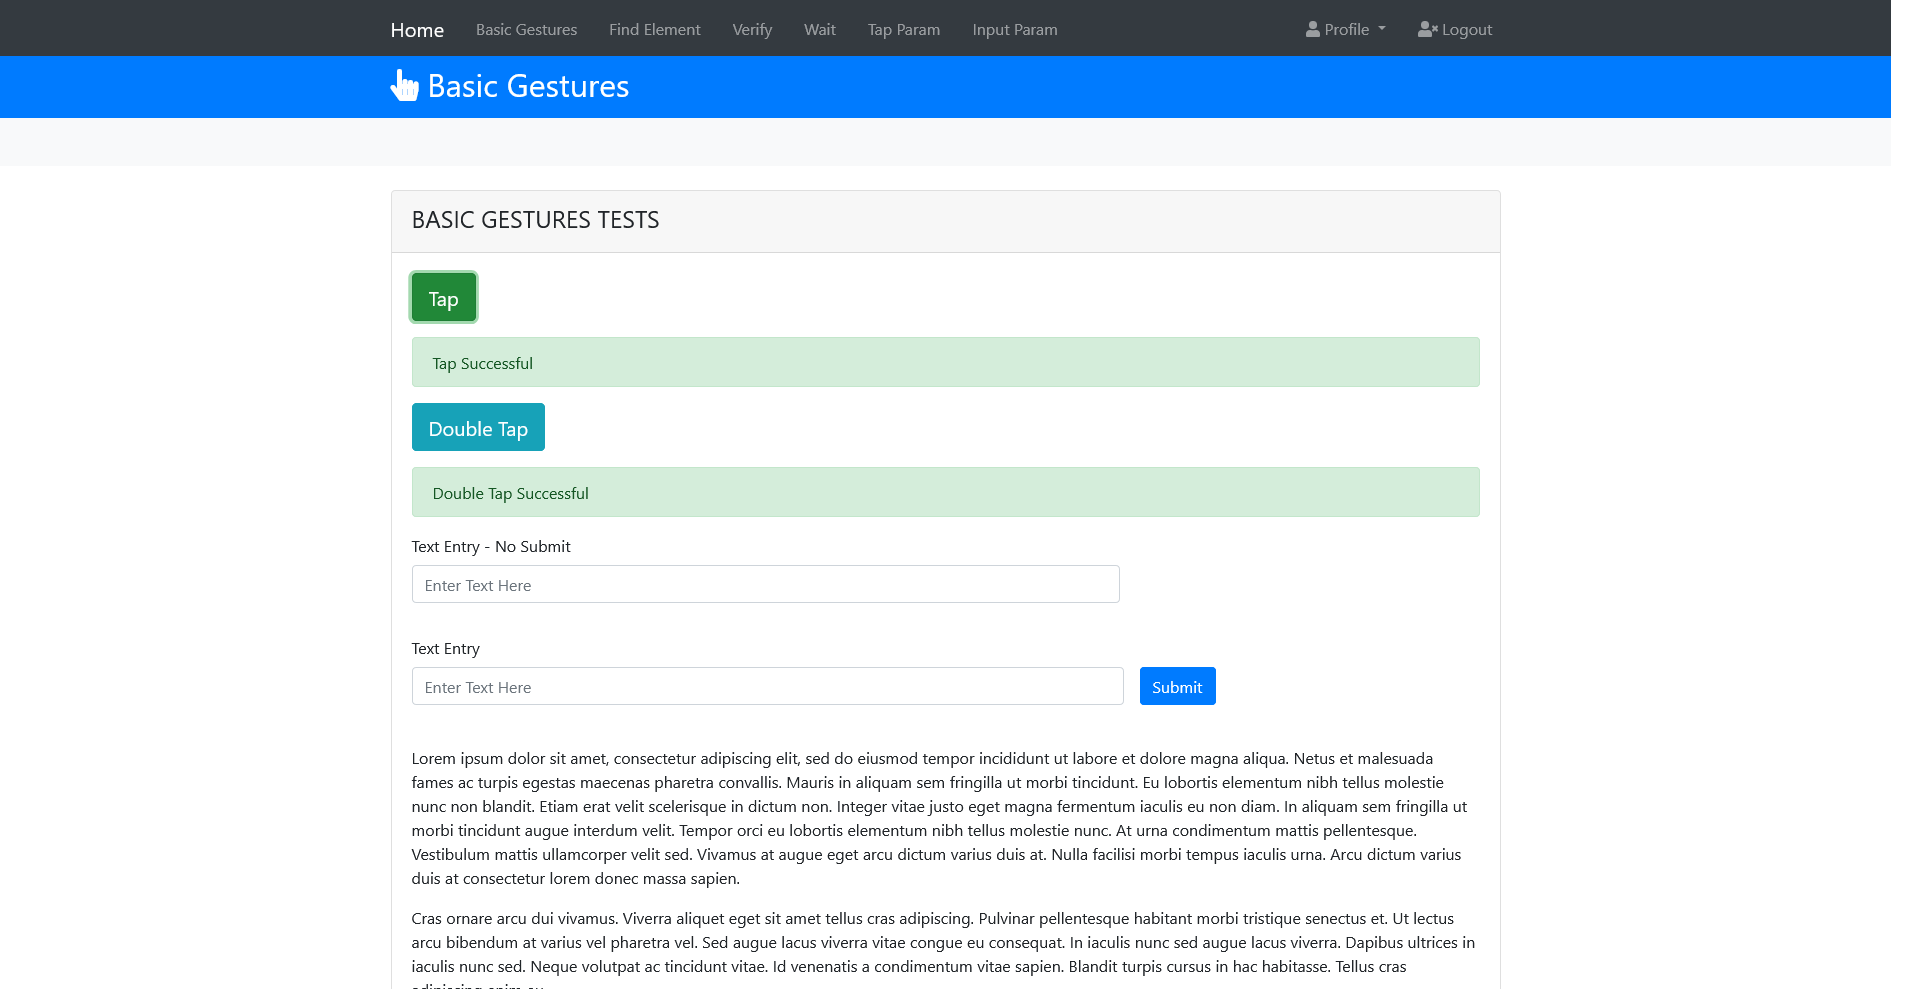 Home Basic Gestures Find Element Verify Wait Tap Param Input Param Profile Logout
Basic Gestures
BASIC GESTURES TESTS
Tap
Tap Successful
Double Tap
Double Tap Successful
Text Entry - No Submit
Enter Text Here
Text Entry
Enter Text Here Submit
Lorem ipsum dolor sit amet, consectetur adipiscing elit, sed do eiusmod tempor incididunt ut labore et dolore magna aliqua. Netus et malesuada
fames ac turpis egestas maecenas pharetra convallis. Mauris in aliquam sem fringilla ut morbi tincidunt. Eu lobortis elementum nibh tellus molestie
nunc non blandit. Etiam erat velit scelerisque in dictum non. Integer vitae justo eget magna fermentum iaculis eu non diam. In aliquam sem fringilla ut
morbi tincidunt augue interdum velit. Tempor orci eu lobortis elementum nibh tellus molestie nunc. At urna condimentum mattis pellentesque.
Vestibulum mattis ullamcorper velit sed. Vivamus at augue eget arcu dictum varius duis at. Nulla facilisi morbi tempus iaculis urna. Arcu dictum varius
duis at consectetur lorem donec massa sapien.
Cras ornare arcu dui vivamus. Viverra aliquet eget sit amet tellus cras adipiscing. Pulvinar pellentesque habitant morbi tristique senectus et. Ut lectus
arcu bibendum at varius vel pharetra vel. Sed augue lacus viverra vitae congue eu consequat. In iaculis nunc sed augue lacus viverra. Dapibus ultrices in
iaculis nunc sed. Neque volutpat ac tincidunt vitae. Id venenatis a condimentum vitae sapien. Blandit turpis cursus in hac habitasse. Tellus cras